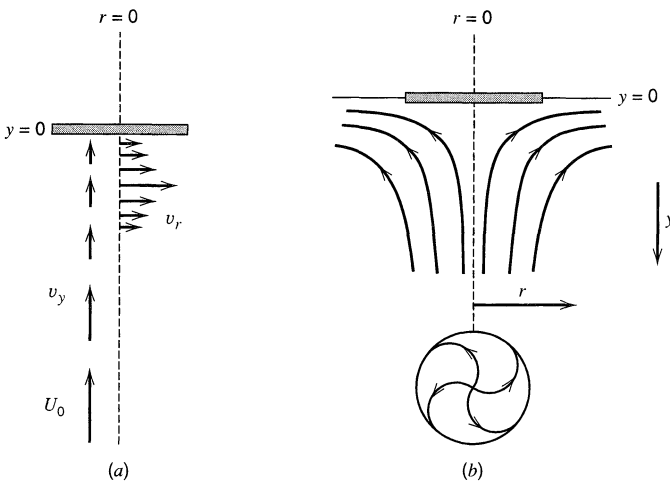 r = 0
y = 0
v_r
v_y
U_0
(a)
r = 0
y = 0
y
r
(b)